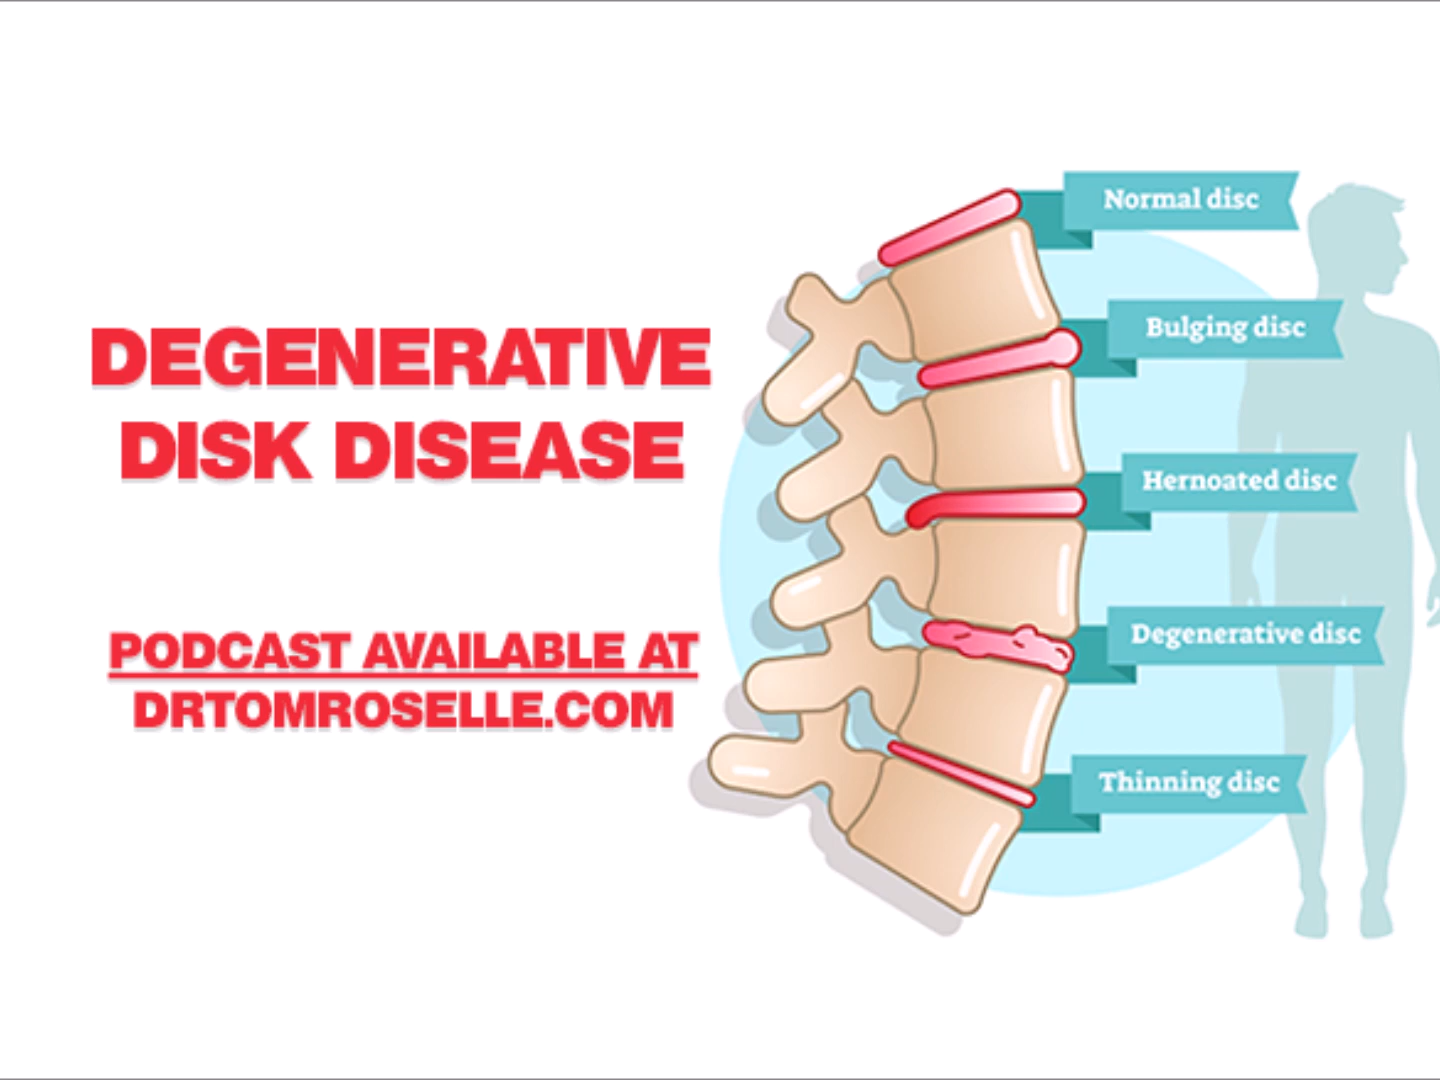 DEGENERATIVE
DISK DISEASE
PODCAST AVAILABLE AT
DRTOMROSELLE.COM
Normal disc
Bulging disc
Hernoated disc
Degenerative disc
Thinning disc